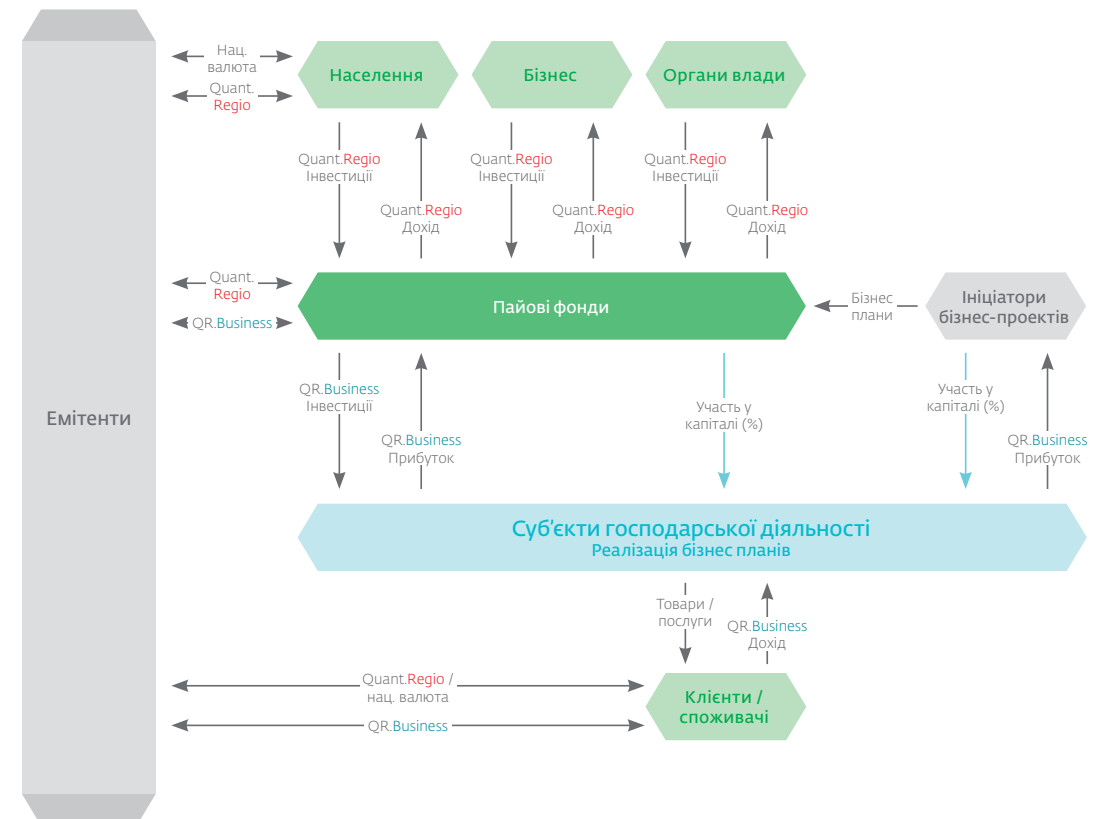 Нац.
валюта
Quant.
Regio
Населення
Бізнес
Органи влади
Quant.Regio
Інвестиції
Quant.Regio
Дохід
Quant.Regio
Інвестиції
Quant.Regio
Дохід
Quant.Regio
Інвестиції
Quant.Regio
Дохід
Quant.
Regio
QR.Business
Пайові фонди
Бізнес
плани
Ініціатори
бізнес-проектів
Емітенти
QR.Business
Інвестиції
QR.Business
Прибуток
Участь у
капіталі (%)
Участь у
капіталі (%)
QR.Business
Прибуток
Суб’єкти господарської діяльності
Реалізація бізнес планів
Товари /
послуги
QR.Business
Дохід
Quant.Regio /
нац. валюта
QR.Business
Клієнти /
споживачі